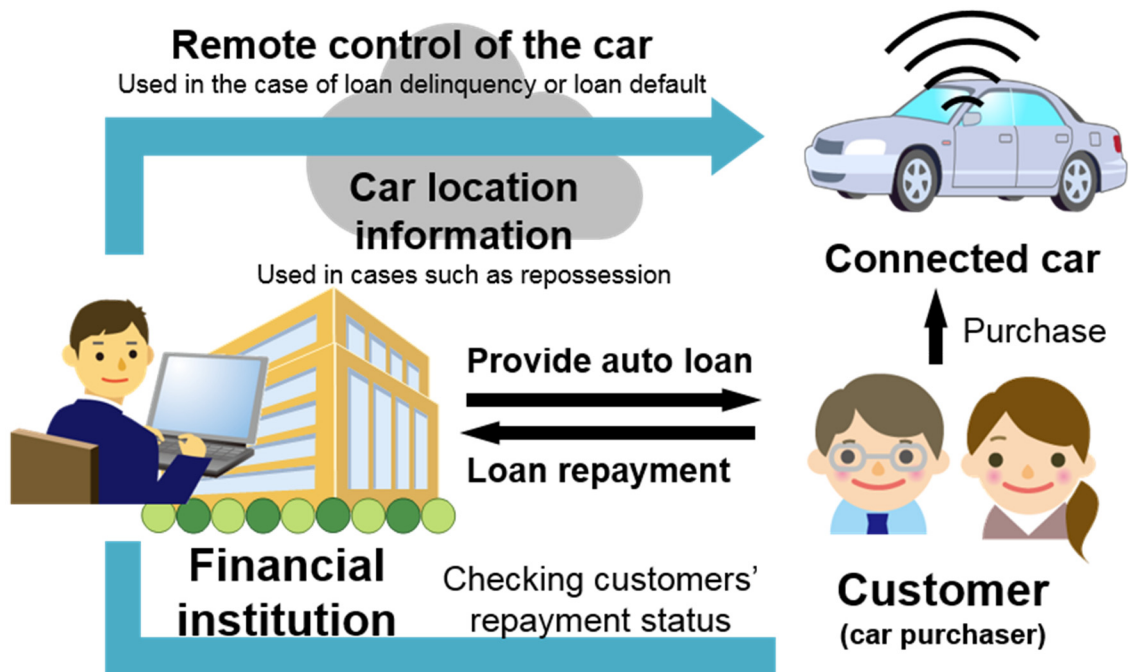 Remote control of the car
Used in the case of loan delinquency or loan default
Car location
information
Used in cases such as repossession
Connected car
Purchase
Provide auto loan
Loan repayment
Financial
institution
Checking customers’
repayment status
Customer
(car purchaser)